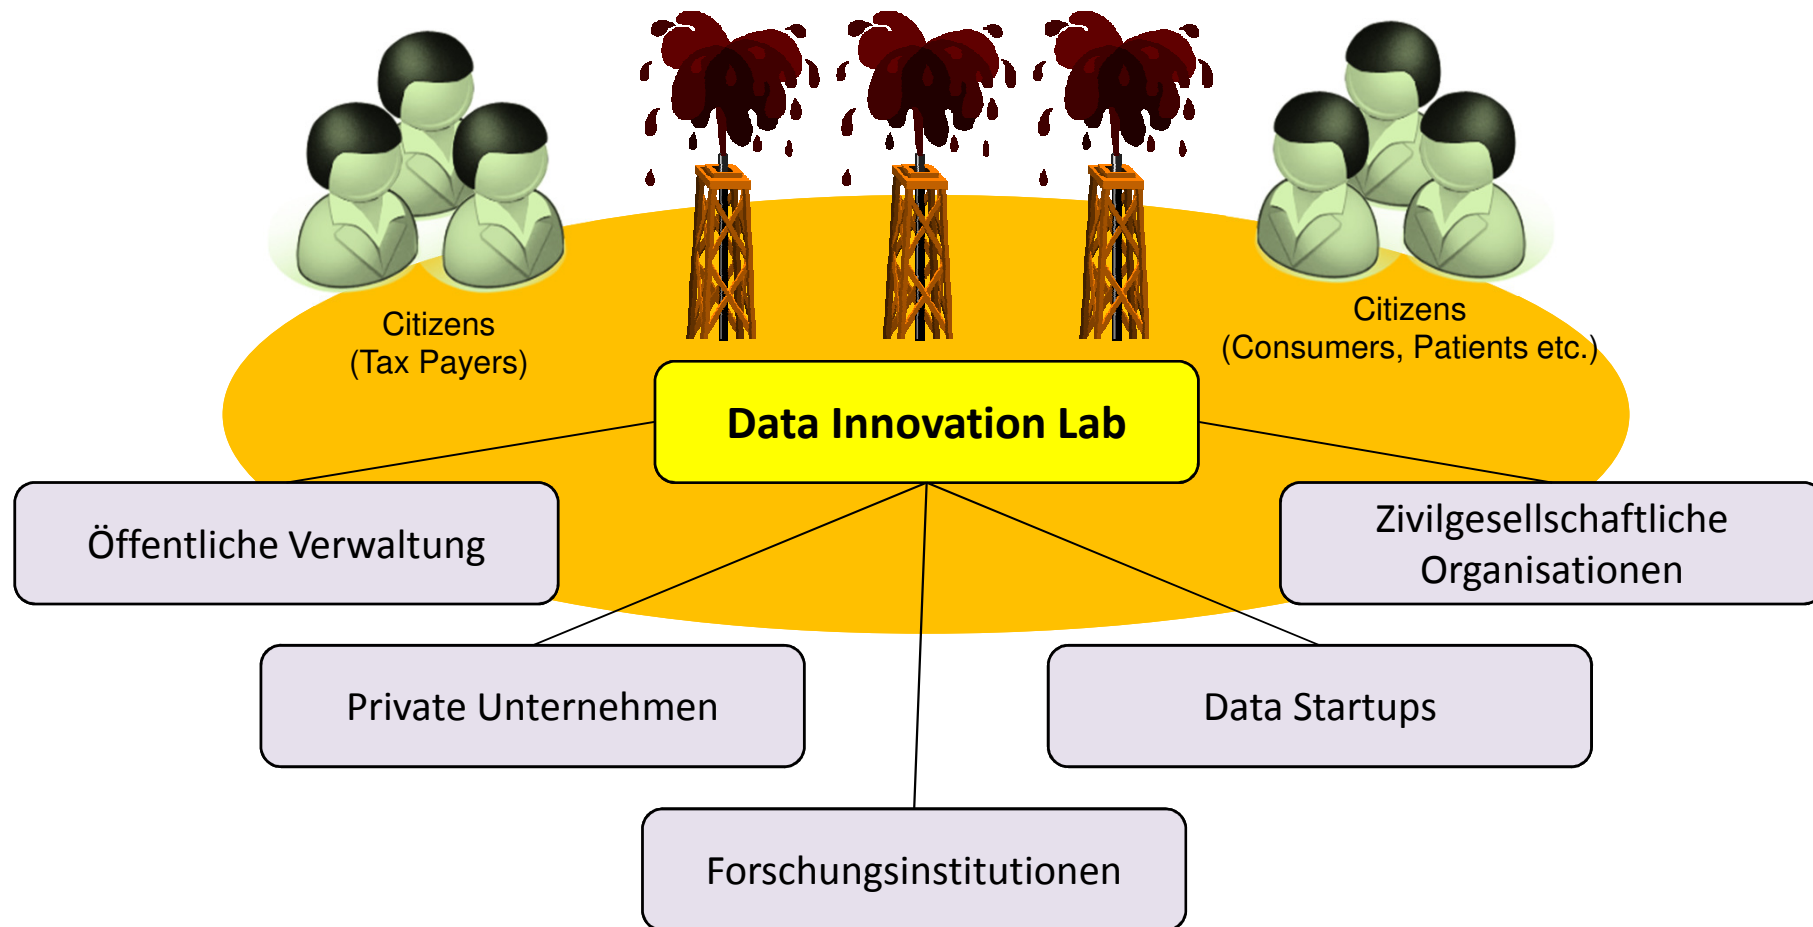 Citizens
(Tax Payers)
Citizens
(Consumers, Patients etc.)
Data Innovation Lab
Öffentliche Verwaltung
Zivilgesellschaftliche
Organisationen
Private Unternehmen
Data Startups
Forschungsinstitutionen